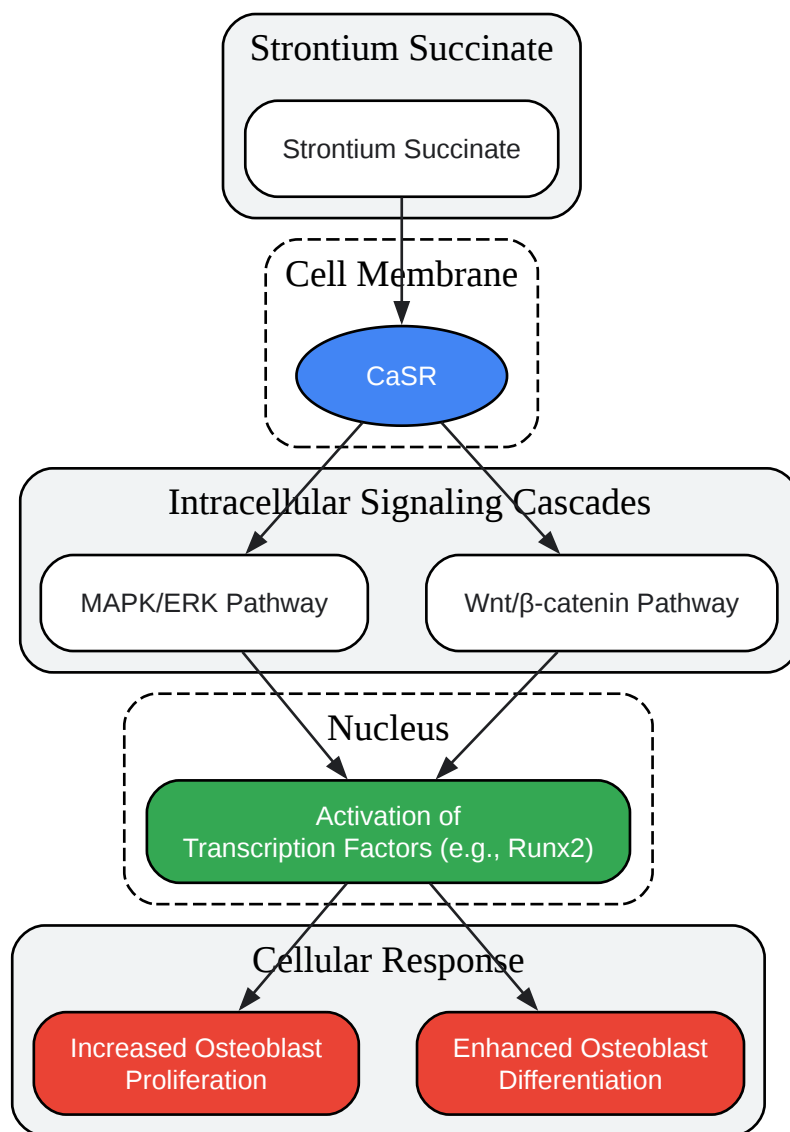 Strontium Succinate
Strontium Succinate
Cell Membrane
CaSR
Intracellular Signaling Cascades
MAPK/ERK Pathway
Wnt/β-catenin Pathway
Nucleus
Activation of
Transcription Factors (e.g., Runx2)
Cellular Response
Increased Osteoblast
Proliferation
Enhanced Osteoblast
Differentiation